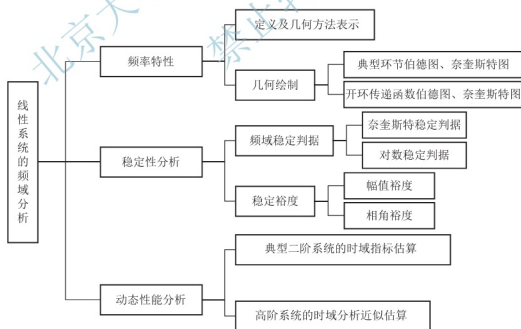 北京大
禁止
定义及几何方法表示
频率特性
典型环节伯德图、奈奎斯特图
几何绘制
开环传递函数伯德图、奈奎斯特图
线性系统的频域分析
奈奎斯特稳定判据
频域稳定判据
对数稳定判据
稳定性分析
幅值裕度
稳定裕度
相角裕度
典型二阶系统的时域指标估算
动态性能分析
高阶系统的时域分析近似估算